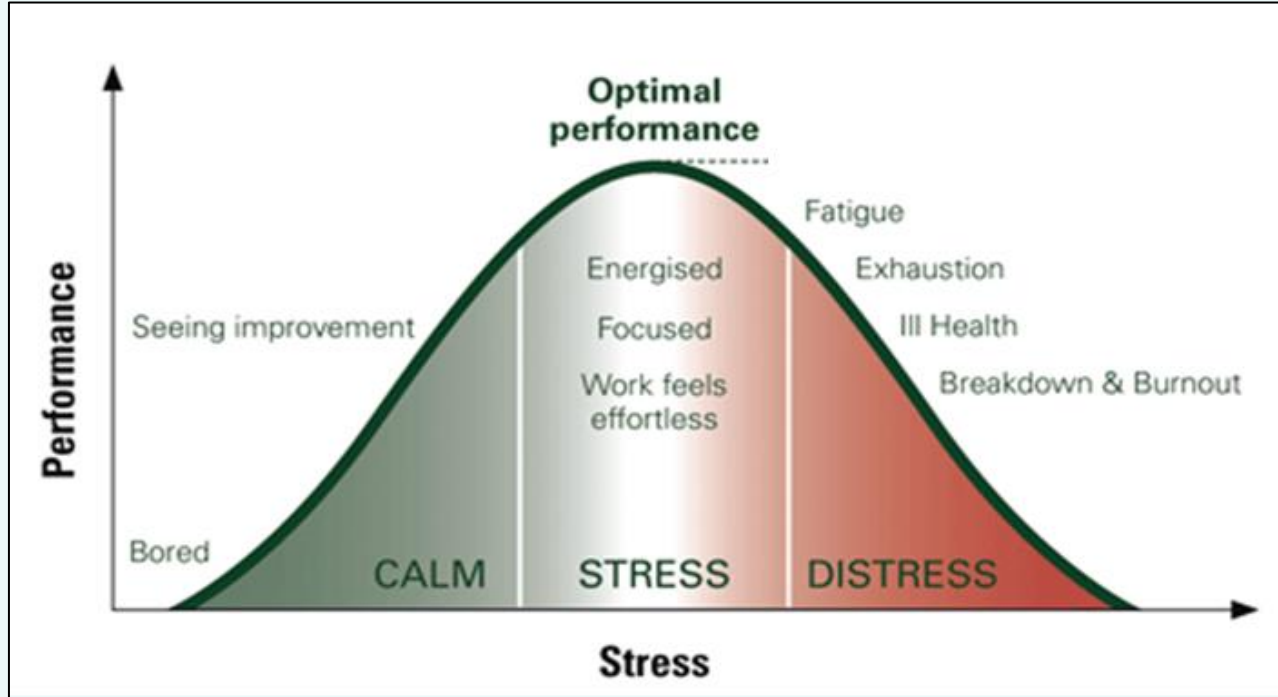 Optimal
performance
Fatigue
Energised
Exhaustion
Seeing improvement
Focused
Ill Health
Work feels
effortless
Breakdown & Burnout
Performance
Bored
CALM
STRESS
DISTRESS
Stress